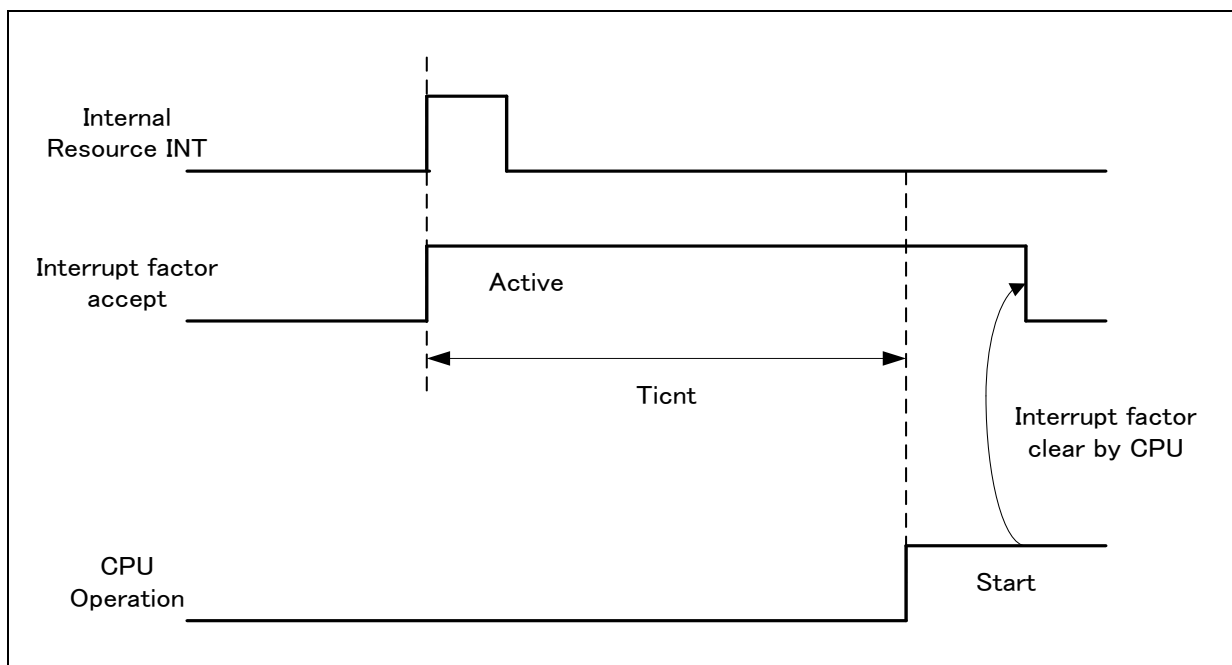 Internal
Resource INT
Interrupt factor
accept
Active
Ticnt
Interrupt factor
clear by CPU
CPU
Operation
Start